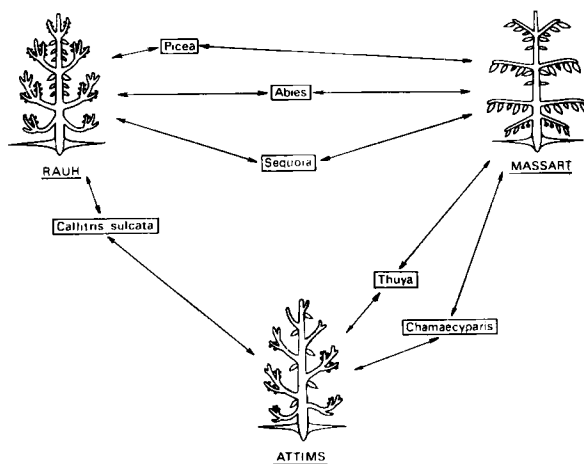 Picea
Abies
Sequoia
RAUH
MASSART
Callitris sulcata
Thuya
Chamaecyparis
ATTIMS